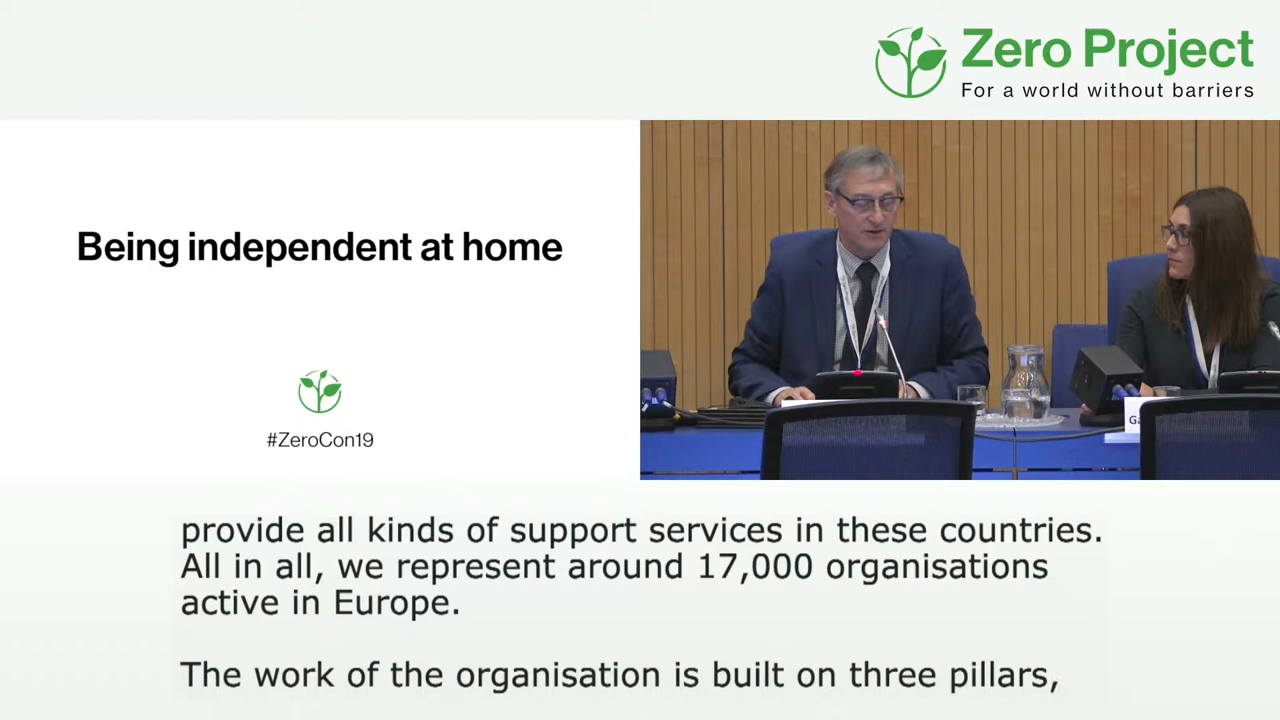 Zero Project
For a world without barriers
Being independent at home
#ZeroCon19
provide all kinds of support services in these countries.
All in all, we represent around 17,000 organisations
active in Europe.
The work of the organisation is built on three pillars,